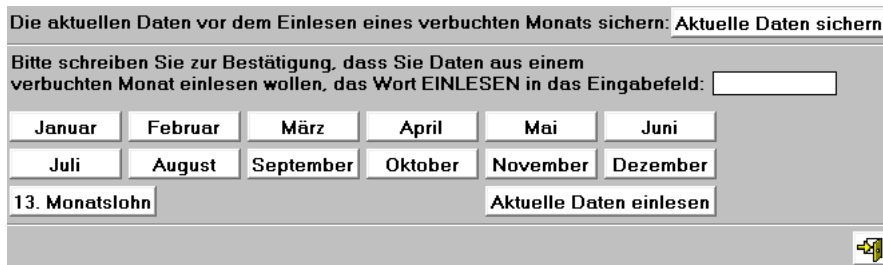 Die aktuellen Daten vor dem Einlesen eines verbuchten Monats sichern: Aktuelle Daten sichern
Bitte schreiben Sie zur Bestätigung, dass Sie Daten aus einem
verbuchten Monat einlesen wollen, das Wort EINLESEN in das Eingabefeld:
Januar Februar März April Mai Juni
Juli August September Oktober November Dezember
13. Monatslohn Aktuelle Daten einlesen